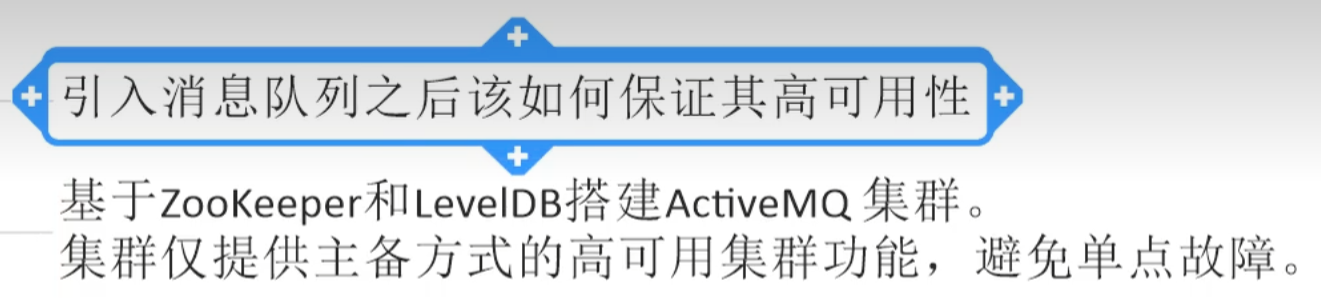 引入消息队列之后该如何保证其高可用性
基于ZooKeeper和LevelDB搭建ActiveMQ 集群。
集群仅提供主备方式的高可用集群功能，避免单点故障。